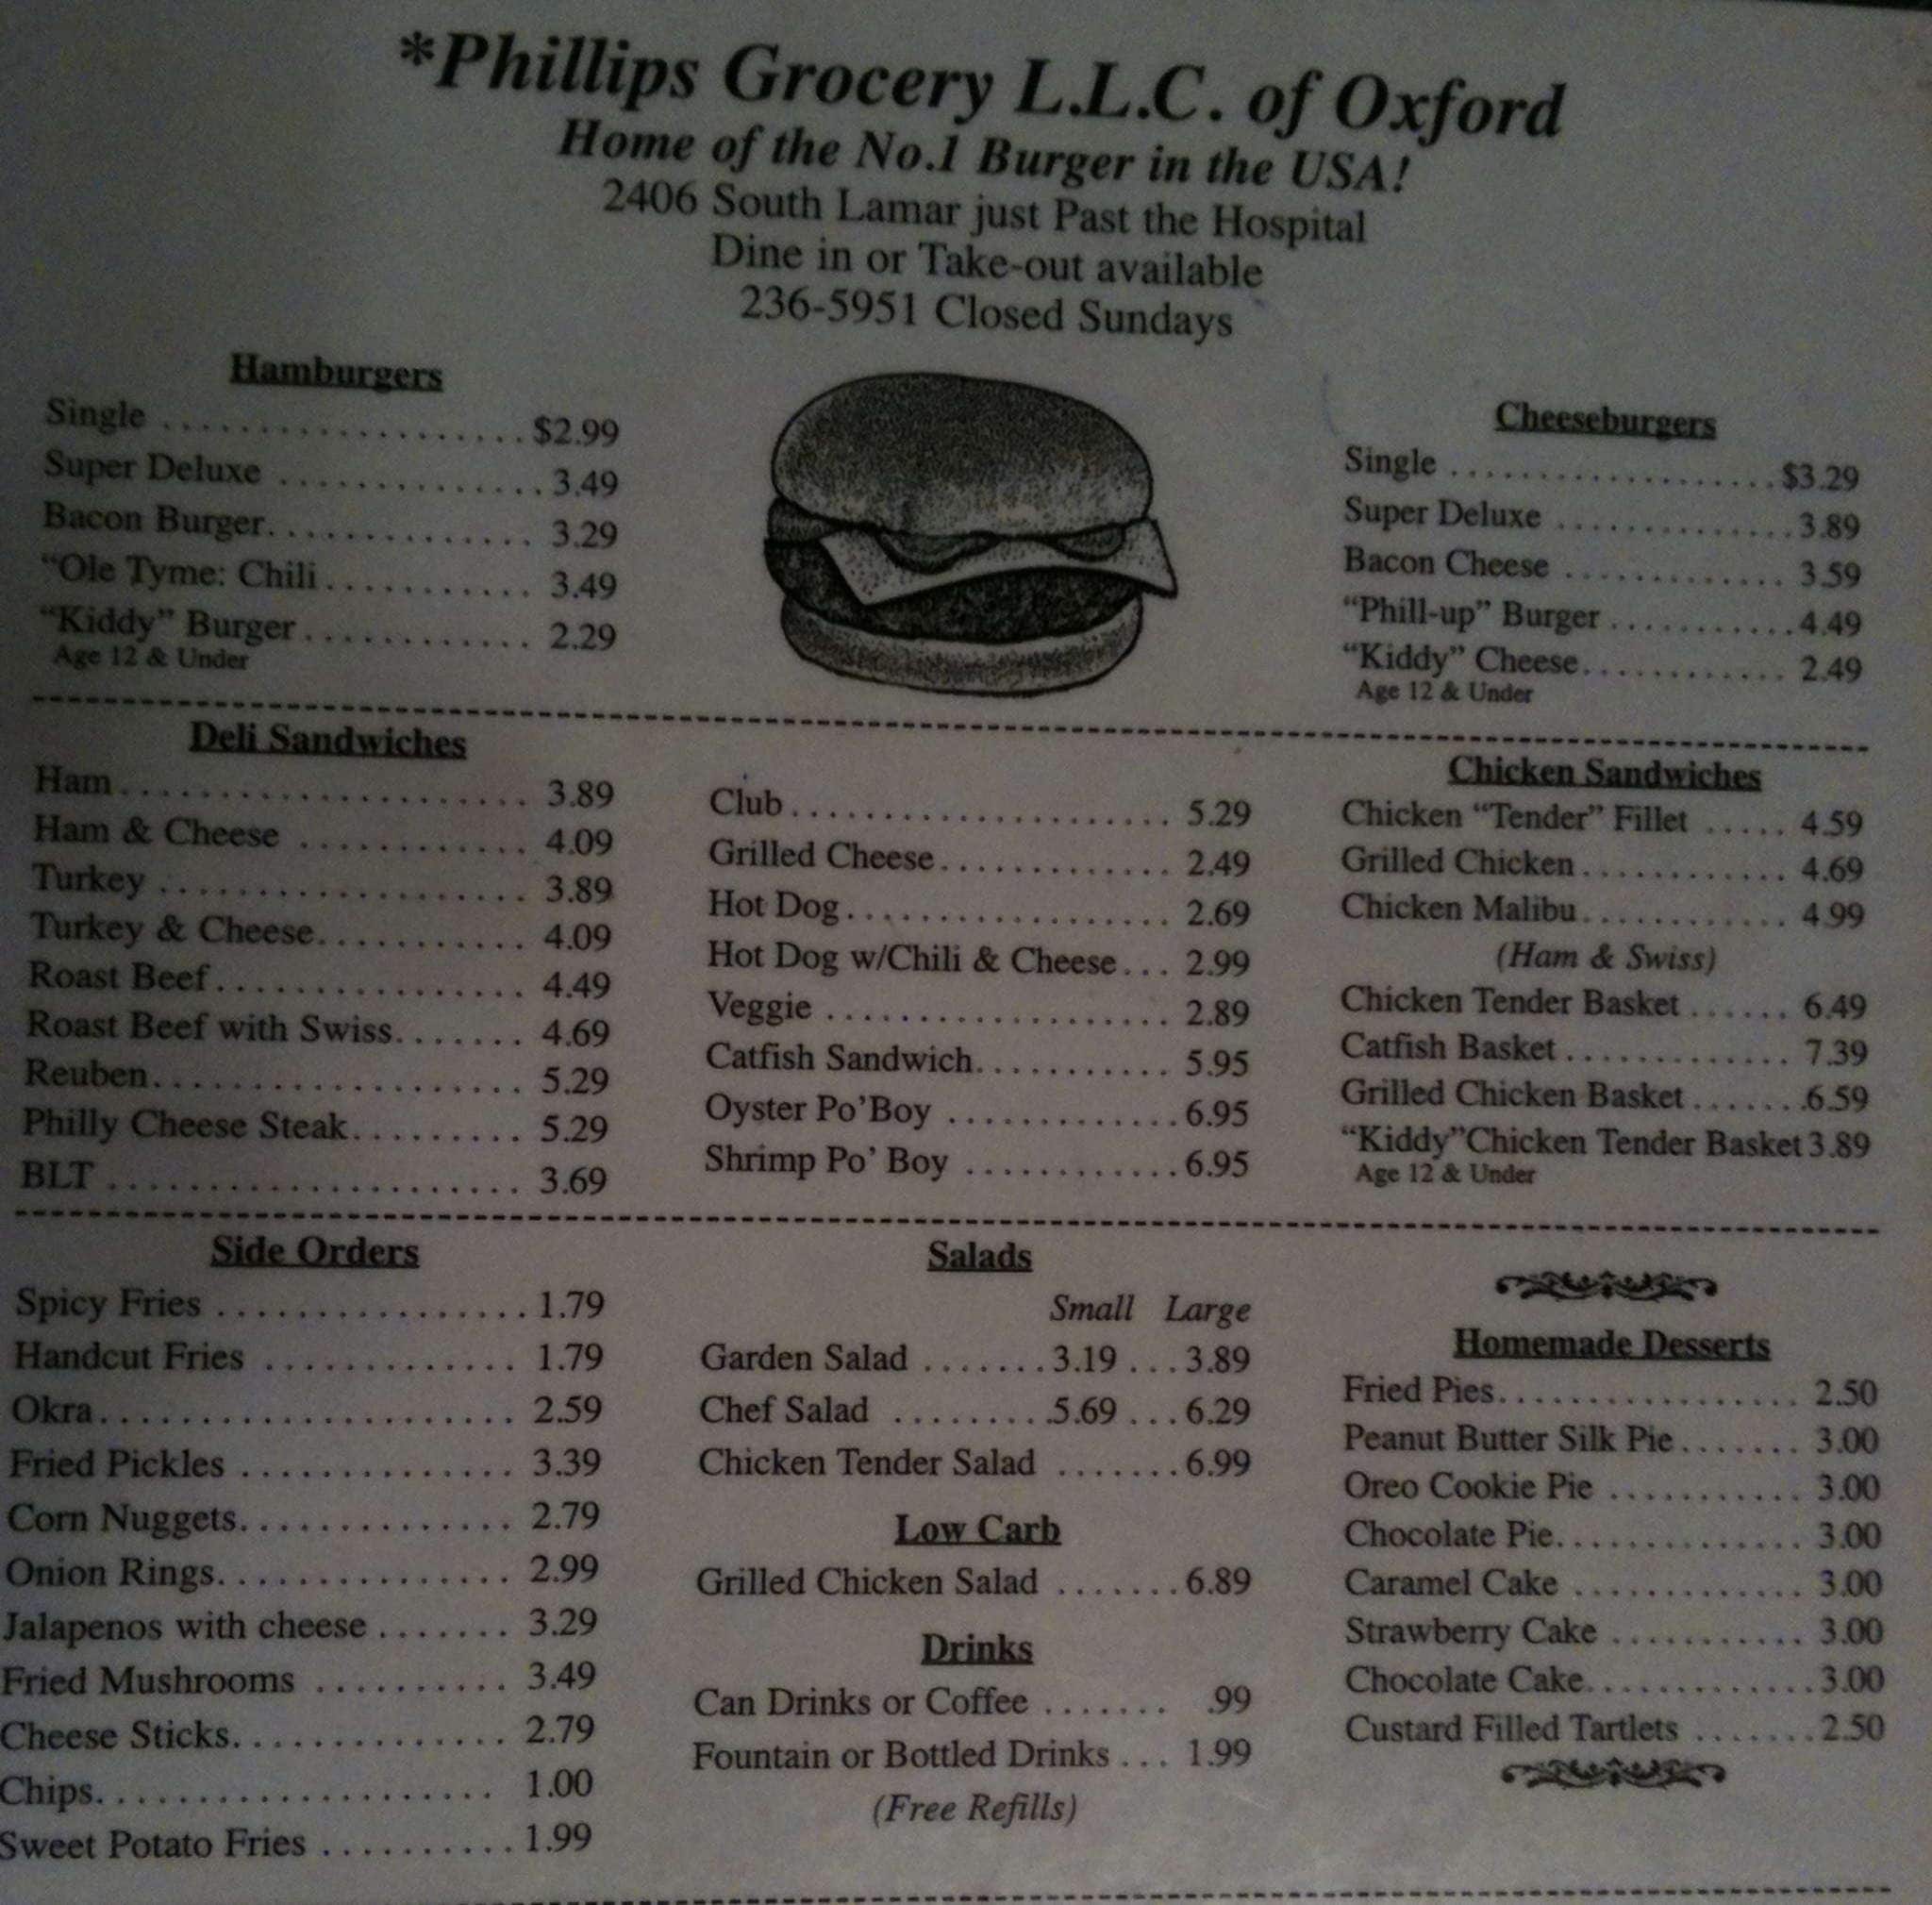 *Phillips Grocery L.L.C. of Oxford
Home of the No.1 Burger in the USA!
2406 South Lamar just Past the Hospital
Dine in or Take-out available
236-5951 Closed Sundays
Hamburgers
Single .................... $2.99
Super Deluxe .............. 3.49
Bacon Burger.............. 3.29
“Ole Tyme: Chili........... 3.49
“Kiddy” Burger............ 2.29
Age 12 & Under
Cheeseburgers
Single ................... $3.29
Super Deluxe ............. 3.89
Bacon Cheese ............ 3.59
“Phill-up” Burger .......... 4.49
“Kiddy” Cheese........... 2.49
Age 12 & Under
Deli Sandwiches
Ham..................... 3.89
Ham & Cheese ............ 4.09
Turkey ................... 3.89
Turkey & Cheese........... 4.09
Roast Beef................ 4.49
Roast Beef with Swiss....... 4.69
Reuben................... 5.29
Philly Cheese Steak......... 5.29
BLT ..................... 3.69
Club..................... 5.29
Grilled Cheese............. 2.49
Hot Dog.................. 2.69
Hot Dog w/Chili & Cheese... 2.99
Veggie ................... 2.89
Catfish Sandwich........... 5.95
Oyster Po’Boy ............. 6.95
Shrimp Po’ Boy ............ 6.95
Chicken Sandwiches
Chicken “Tender” Fillet ..... 4.59
Grilled Chicken............ 4.69
Chicken Malibu........... 4.99
(Ham & Swiss)
Chicken Tender Basket ...... 6.49
Catfish Basket ............. 7.39
Grilled Chicken Basket....... 6.59
“Kiddy”Chicken Tender Basket 3.89
Age 12 & Under
Side Orders
Spicy Fries ................ 1.79
Handcut Fries ............. 1.79
Okra..................... 2.59
Fried Pickles .............. 3.39
Corn Nuggets.............. 2.79
Onion Rings............... 2.99
Jalapenos with cheese ....... 3.29
Fried Mushrooms .......... 3.49
Cheese Sticks.............. 2.79
Chips.................... 1.00
Sweet Potato Fries .......... 1.99
Salads
Small Large
Garden Salad ....... 3.19 ... 3.89
Chef Salad ........ 5.69 ... 6.29
Chicken Tender Salad ....... 6.99
Low Carb
Grilled Chicken Salad ....... 6.89
Drinks
Can Drinks or Coffee ....... .99
Fountain or Bottled Drinks ... 1.99
(Free Refills)
Homemade Desserts
Fried Pies................. 2.50
Peanut Butter Silk Pie....... 3.00
Oreo Cookie Pie ........... 3.00
Chocolate Pie.............. 3.00
Caramel Cake ............. 3.00
Strawberry Cake ........... 3.00
Chocolate Cake............. 3.00
Custard Filled Tartlets ....... 2.50